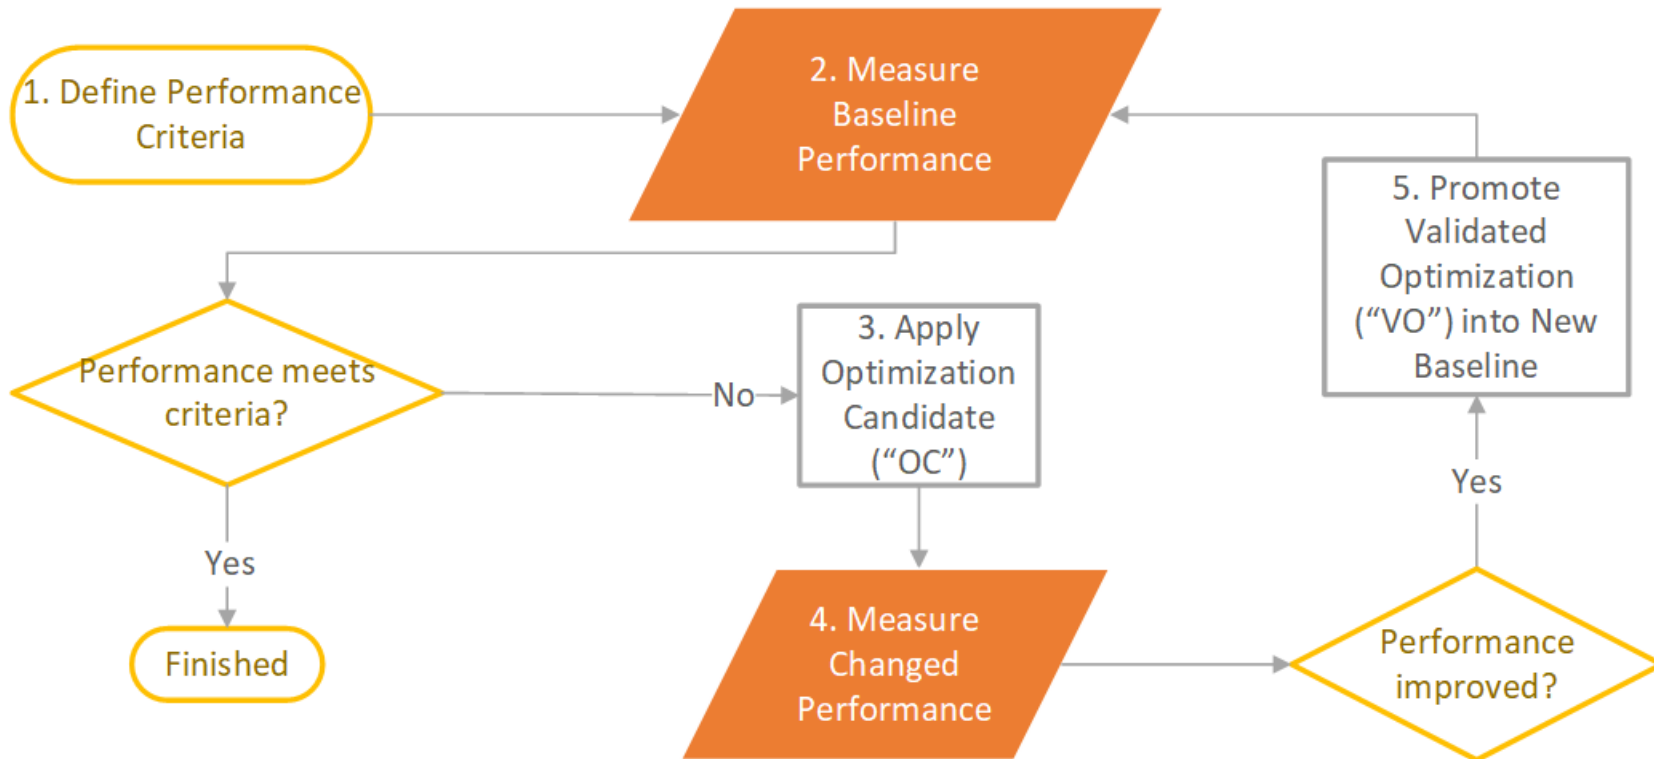 1. Define Performance
Criteria
2. Measure
Baseline
Performance
5. Promote
Validated
Optimization
(“VO”) into New
Baseline
Performance meets
criteria?
No
3. Apply
Optimization
Candidate
(“OC”)
Yes
Finished
4. Measure
Changed
Performance
Performance
improved?
Yes